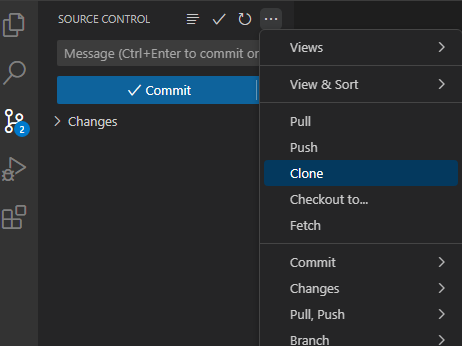 SOURCE CONTROL
Message (Ctrl+Enter to commit or
Commit
Changes
2
Views
View & Sort
Pull
Push
Clone
Checkout to...
Fetch
Commit
Changes
Pull, Push
Branch